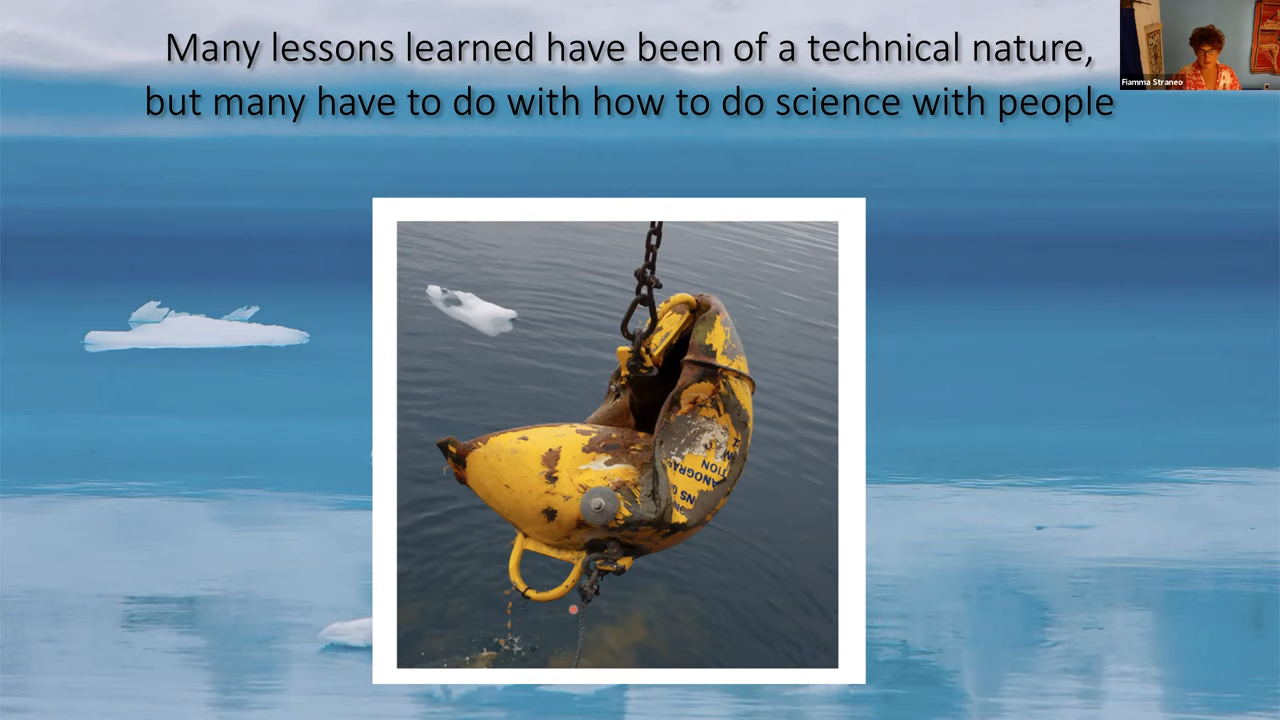 Many lessons learned have been of a technical nature,
but many have to do with how to do science with people
Fiamma Straneo
TION